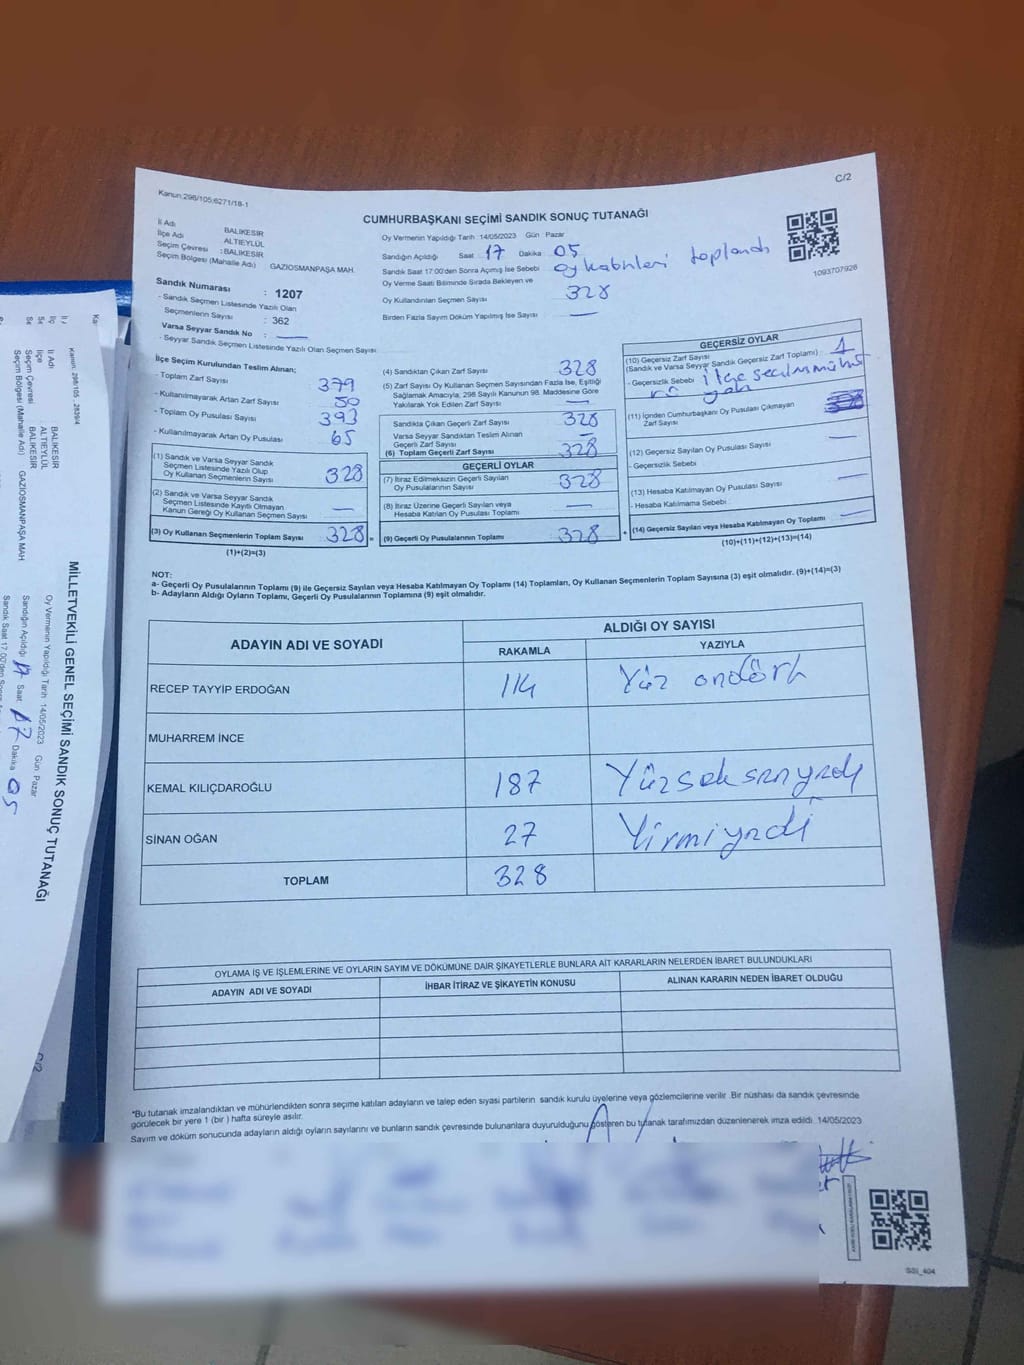 Kanun:298/105;6271/18-1
C/2
CUMHURBAŞKANI SEÇİMİ SANDIK SONUÇ TUTANAĞI
İl Adı BALIKESİR
İlçe Adı ALTIEYLÜL
Seçim Çevresi : BALIKESİR
Seçim Bölgesi (Mahalle Adı) GAZİOSMANPAŞA MAH.
Sandık Numarası : 1207
- Sandık Seçmen Listesinde Yazılı Olan
Seçmenlerin Sayısı : 362
Varsa Seyyar Sandık No :
- Seyyar Sandık Seçmen Listesinde Yazılı Olan Seçmen Sayısı
Oy Vermenin Yapıldığı Tarih : 14/05/2023 Gün : Pazar
Sandığın Açıldığı Saat 17 Dakika 05
Sandık Saat 17:00'den Sonra Açılmış İse Sebebi oy kabinleri toplandı
Oy Verme Saati Bitiminde Sırada Bekleyen ve
Oy Kullandırılan Seçmen Sayısı 328
Birden Fazla Sayım Döküm Yapılmış İse Sayısı
1093707928
İlçe Seçim Kurulundan Teslim Alınan;
- Toplam Zarf Sayısı 379
- Kullanılmayarak Artan Zarf Sayısı 50
- Toplam Oy Pusulası Sayısı 393
- Kullanılmayarak Artan Oy Pusulası 65
(1) Sandık ve Varsa Seyyar Sandık
Seçmen Listesinde Yazılı Olup
Oy Kullanan Seçmenlerin Sayısı 328
(2) Sandık ve Varsa Seyyar Sandık
Seçmen Listesinde Kayıtlı Olmayan
Kanun Gereği Oy Kullanan Seçmen Sayısı
(3) Oy Kullanan Seçmenlerin Toplam Sayısı 328 =
(1)+(2)=(3)
(4) Sandıktan Çıkan Zarf Sayısı 328
(5) Zarf Sayısı Oy Kullanan Seçmen Sayısından Fazla İse, Eşitliği
Sağlamak Amacıyla, 298 Sayılı Kanunun 98. Maddesine Göre
Yakılarak Yok Edilen Zarf Sayısı
Sandıkta Çıkan Geçerli Zarf Sayısı 328
Varsa Seyyar Sandıktan Teslim Alınan
Geçerli Zarf Sayısı
(6) Toplam Geçerli Zarf Sayısı 328
GEÇERLİ OYLAR
(7) İtiraz Edilmeksizin Geçerli Sayılan
Oy Pusulalarının Sayısı 328
(8) İtiraz Üzerine Geçerli Sayılan veya
Hesaba Katılan Oy Pusulası Toplamı
(9) Geçerli Oy Pusulalarının Toplamı 328 +
GEÇERSİZ OYLAR
(10) Geçersiz Zarf Sayısı
(Sandık ve Varsa Seyyar Sandık Geçersiz Zarf Toplamı) : 1
- Geçersizlik Sebebi ilçe seçim mühü
rü yok
(11) İçinden Cumhurbaşkanı Oy Pusulası Çıkmayan
Zarf Sayısı
(12) Geçersiz Sayılan Oy Pusulası Sayısı
- Geçersizlik Sebebi
(13) Hesaba Katılmayan Oy Pusulası Sayısı
- Hesaba Katılmama Sebebi
(14) Geçersiz Sayılan veya Hesaba Katılmayan Oy Toplamı
(10)+(11)+(12)+(13)=(14)
NOT:
a- Geçerli Oy Pusulalarının Toplamı (9) ile Geçersiz Sayılan veya Hesaba Katılmayan Oy Toplamı (14) Toplamları, Oy Kullanan Seçmenlerin Toplam Sayısına (3) eşit olmalıdır. (9)+(14)=(3)
b- Adayların Aldığı Oyların Toplamı, Geçerli Oy Pusulalarının Toplamına (9) eşit olmalıdır.
ADAYIN ADI VE SOYADI ALDIĞI OY SAYISI
RAKAMLA YAZIYLA
RECEP TAYYİP ERDOĞAN 114 Yüz ondört
MUHARREM İNCE
KEMAL KILIÇDAROĞLU 187 Yüzseksenyedi
SİNAN OĞAN 27 Yirmiyedi
TOPLAM 328
OYLAMA İŞ VE İŞLEMLERİNE VE OYLARIN SAYIM VE DÖKÜMÜNE DAİR ŞİKAYETLERLE BUNLARA AİT KARARLARIN NELERDEN İBARET BULUNDUKLARI
ADAYIN ADI VE SOYADI İHBAR İTİRAZ VE ŞİKAYETİN KONUSU ALINAN KARARIN NEDEN İBARET OLDUĞU
*Bu tutanak imzalandıktan ve mühürlendikten sonra seçime katılan adayların ve talep eden siyasi partilerin sandık kurulu üyelerine veya gözlemcilerine verilir. Bir nüshası da sandık çevresinde
görülecek bir yere 1 (bir) hafta süreyle asılır.
Sayım ve döküm sonucunda adayların aldığı oyların sayılarını ve bunların sandık çevresinde bulunanlara duyurulduğunu gösteren bu tutanak tarafımızdan düzenlenerek imza edildi. 14/05/2023
SSI_404
Kanun: 298/105 , 2839/4
İl Adı BALIKESİR
İlçe ALTIEYLÜL
Seçim Çevresi BALIKESİR
Seçim Bölgesi (Mahalle Adı) GAZİOSMANPAŞA MAH.
MİLLETVEKİLİ GENEL SEÇİMİ SANDIK SONUÇ TUTANAĞI
Oy Vermenin Yapıldığı Tarih : 14/05/2023 Gün : Pazar
Sandığın Açıldığı Saat 17 Dakika 05
Sandık Saat 17:00'den Sonra